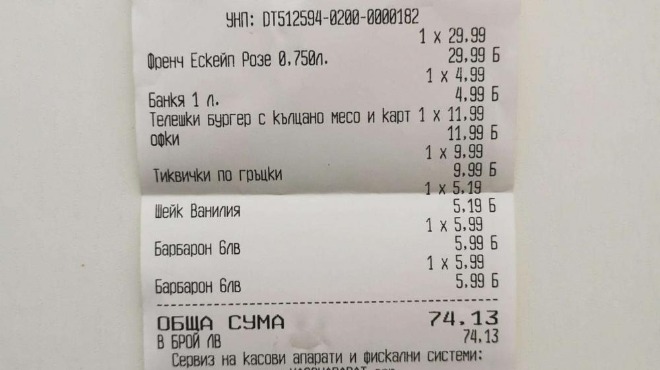 УНП: DT512594-0200-0000182
1 x 29,99
Френч Ескейп Розе 0.750л. 29,99 Б
1 x 4,99
Банкя 1 л. 4,99 Б
Телешки бургер с кълцано месо и карт 1 x 11,99
офки 11,99 Б
1 x 9,99
Тиквички по гръцки 9,99 Б
1 x 5,19
Шейк Ванилия 5,19 Б
1 x 5,99
Барбарон 6лв 5,99 Б
1 x 5,99
Барбарон 6лв 5,99 Б
ОБЩА СУМА 74.13
В БРОЙ ЛВ 74,13
Сервиз на касови апарати и фискални системи: